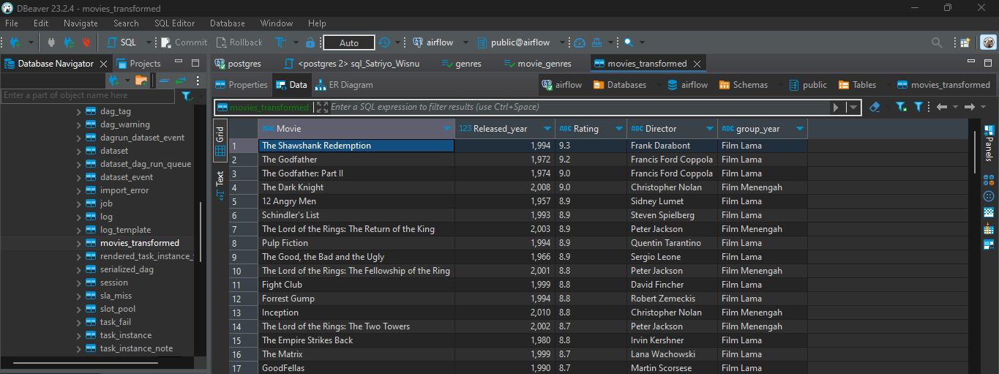 DBeaver 23.2.4 - movies_transformed
File Edit Navigate Search SQL Editor Database Window Help
SQL Commit Rollback Auto airflow public@airflow
Database Navigator Projects
postgres <postgres 2> sql_Satriyo_Wisnu genres movie_genres movies_transformed
Properties Data ER Diagram airflow Databases airflow Schemas public Tables movies_transformed
Enter a part of object name here
movies_transformed Enter a SQL expression to filter results (use Ctrl+Space)
dag_tag
dag_warning
dagrun_dataset_event
dataset
dataset_dag_run_queue
dataset_event
import_error
job
log
log_template
movies_transformed
rendered_task_instance_
serialized_dag
session
sla_miss
slot_pool
task_fail
task_instance
task_instance_note
Grid
Text
ABC Movie 123 Released_year ABC Rating ABC Director ABC group_year
1 The Shawshank Redemption 1,994 9.3 Frank Darabont Film Lama
2 The Godfather 1,972 9.2 Francis Ford Coppola Film Lama
3 The Godfather: Part II 1,974 9.0 Francis Ford Coppola Film Lama
4 The Dark Knight 2,008 9.0 Christopher Nolan Film Menengah
5 12 Angry Men 1,957 8.9 Sidney Lumet Film Lama
6 Schindler's List 1,993 8.9 Steven Spielberg Film Lama
7 The Lord of the Rings: The Return of the King 2,003 8.9 Peter Jackson Film Menengah
8 Pulp Fiction 1,994 8.9 Quentin Tarantino Film Lama
9 The Good, the Bad and the Ugly 1,966 8.9 Sergio Leone Film Lama
10 The Lord of the Rings: The Fellowship of the Ring 2,001 8.8 Peter Jackson Film Menengah
11 Fight Club 1,999 8.8 David Fincher Film Lama
12 Forrest Gump 1,994 8.8 Robert Zemeckis Film Lama
13 Inception 2,010 8.8 Christopher Nolan Film Menengah
14 The Lord of the Rings: The Two Towers 2,002 8.7 Peter Jackson Film Menengah
15 The Empire Strikes Back 1,980 8.8 Irvin Kershner Film Lama
16 The Matrix 1,999 8.7 Lana Wachowski Film Lama
17 GoodFellas 1,990 8.7 Martin Scorsese Film Lama
Panels